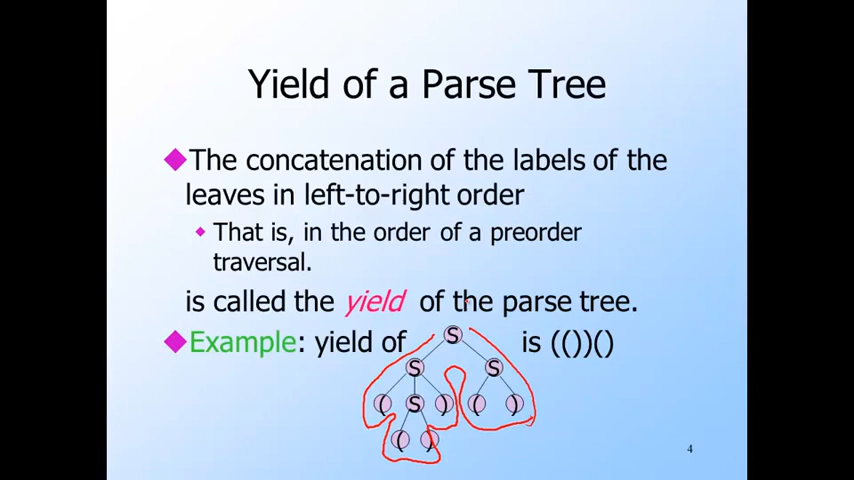 Yield of a Parse Tree
The concatenation of the labels of the
leaves in left-to-right order
That is, in the order of a preorder
traversal.
is called the yield of the parse tree.
Example: yield of is (())()
S
S S
( S ) ( )
( )
4